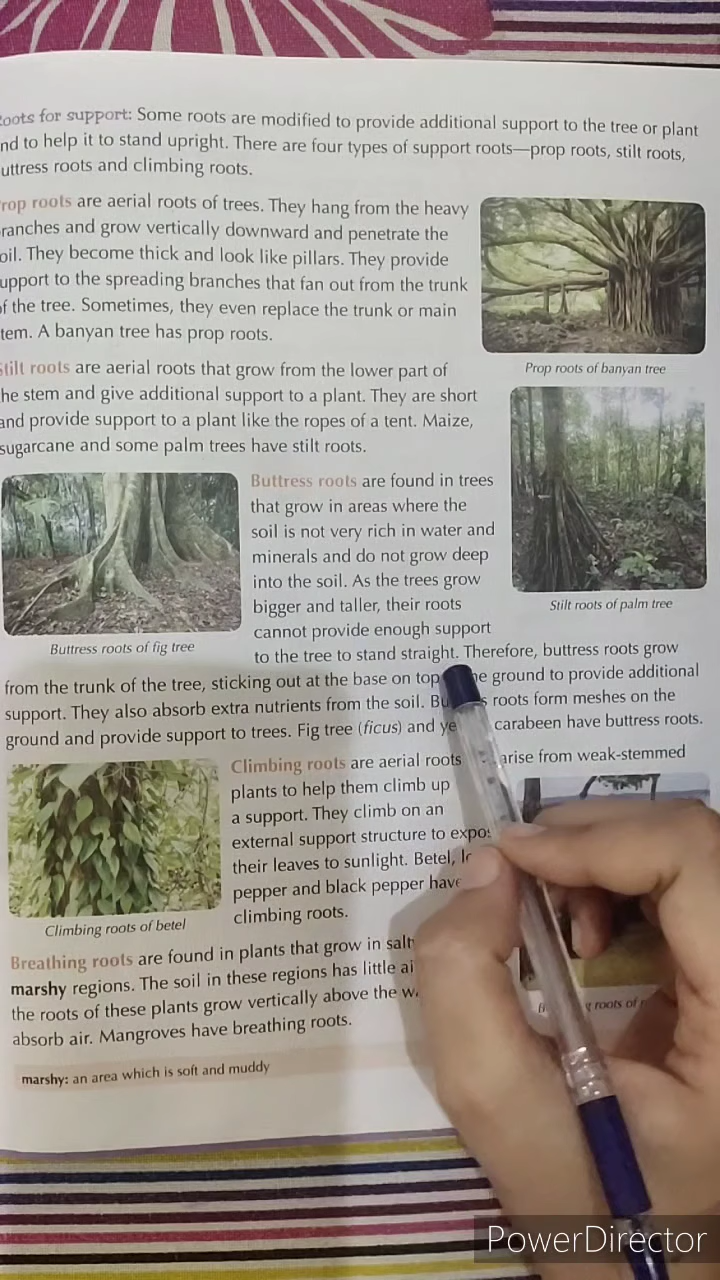 oots for support: Some roots are modified to provide additional support to the tree or plant
nd to help it to stand upright. There are four types of support roots—prop roots, stilt roots,
uttress roots and climbing roots.
rop roots are aerial roots of trees. They hang from the heavy
ranches and grow vertically downward and penetrate the
oil. They become thick and look like pillars. They provide
upport to the spreading branches that fan out from the trunk
f the tree. Sometimes, they even replace the trunk or main
tem. A banyan tree has prop roots.
Prop roots of banyan tree
Stilt roots are aerial roots that grow from the lower part of
he stem and give additional support to a plant. They are short
and provide support to a plant like the ropes of a tent. Maize,
sugarcane and some palm trees have stilt roots.
Stilt roots of palm tree
Buttress roots are found in trees
that grow in areas where the
soil is not very rich in water and
minerals and do not grow deep
into the soil. As the trees grow
bigger and taller, their roots
cannot provide enough support
to the tree to stand straight. Therefore, buttress roots grow
Buttress roots of fig tree
from the trunk of the tree, sticking out at the base on top he ground to provide additional
support. They also absorb extra nutrients from the soil. Bu s roots form meshes on the
ground and provide support to trees. Fig tree (ficus) and ye carabeen have buttress roots.
Climbing roots are aerial roots arise from weak-stemmed
plants to help them climb up
a support. They climb on an
external support structure to expo
their leaves to sunlight. Betel, lo
pepper and black pepper have
climbing roots.
Climbing roots of betel
Breathing roots are found in plants that grow in salt
marshy regions. The soil in these regions has little ai
the roots of these plants grow vertically above the w
absorb air. Mangroves have breathing roots.
g roots of
marshy: an area which is soft and muddy
PowerDirector